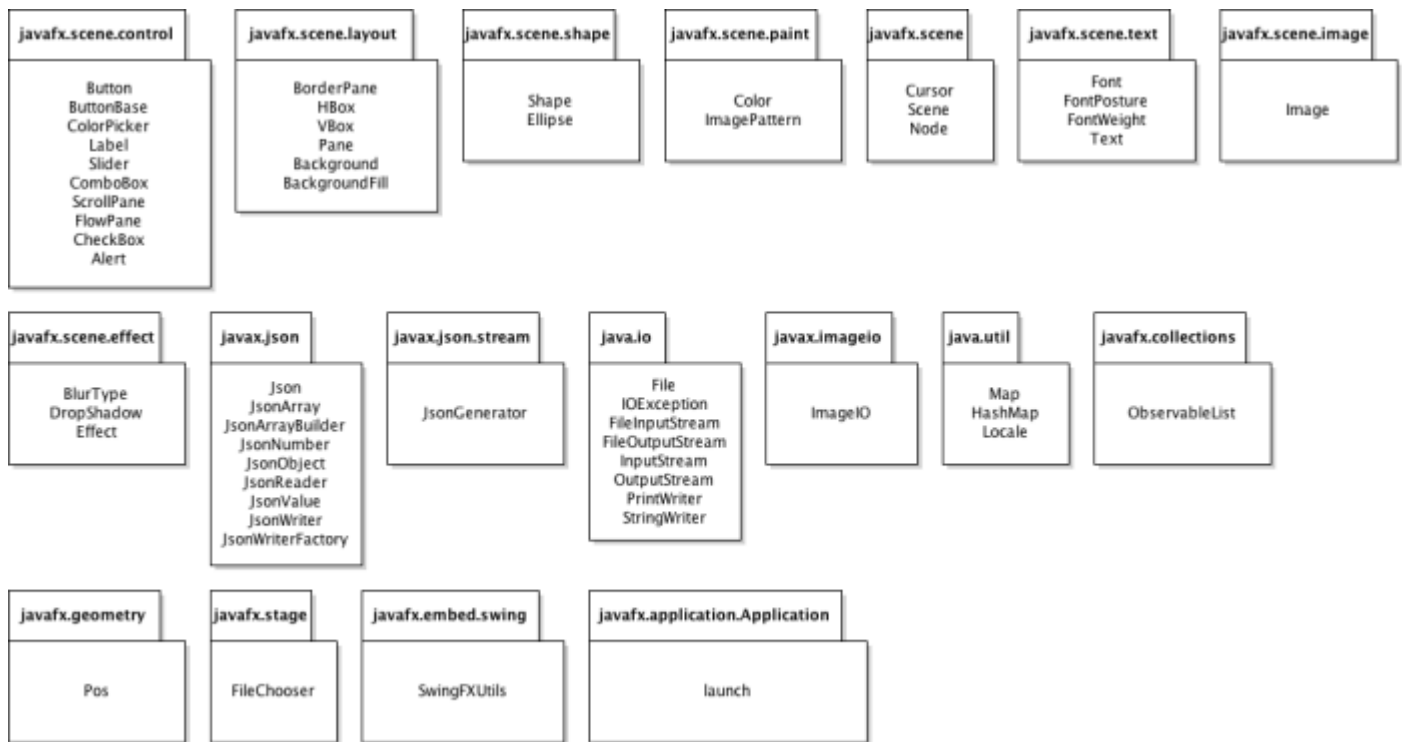 javafx.scene.control
Button
ButtonBase
ColorPicker
Label
Slider
ComboBox
ScrollPane
FlowPane
CheckBox
Alert
javafx.scene.layout
BorderPane
HBox
VBox
Pane
Background
BackgroundFill
javafx.scene.shape
Shape
Ellipse
javafx.scene.paint
Color
ImagePattern
javafx.scene
Cursor
Scene
Node
javafx.scene.text
Font
FontPosture
FontWeight
Text
javafx.scene.image
Image
javafx.scene.effect
BlurType
DropShadow
Effect
javax.json
Json
JsonArray
JsonArrayBuilder
JsonNumber
JsonObject
JsonReader
JsonValue
JsonWriter
JsonWriterFactory
javax.json.stream
JsonGenerator
java.io
File
IOException
FileInputStream
FileOutputStream
InputStream
OutputStream
PrintWriter
StringWriter
javax.imageio
ImageIO
java.util
Map
HashMap
Locale
javafx.collections
ObservableList
javafx.geometry
Pos
javafx.stage
FileChooser
javafx.embed.swing
SwingFXUtils
javafx.application.Application
launch